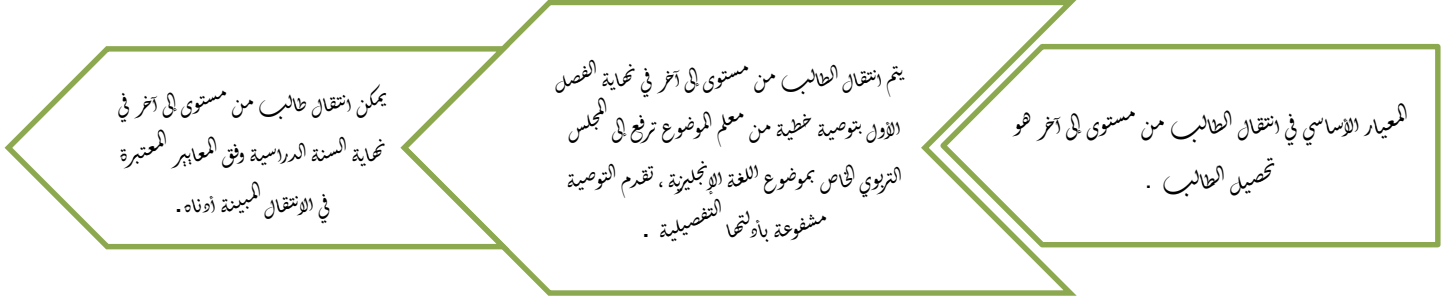 المعيار الأساسي في انتقال الطالب من مستوى إلى آخر هو
تحصيل الطالب .
يتم انتقال الطالب من مستوى إلى آخر في نهاية الفصل
الأول بتوصية خطية من معلم الموضوع ترفع إلى المجلس
التربوي الخاص بموضوع اللغة الإنجليزية ، تقدم التوصية
مشفوعة بأدلتها التفصيلية .
يمكن انتقال طالب من مستوى إلى آخر في
نهاية السنة الدراسية وفق المعايير المعتبرة
في الانتقال المبينة أدناه.